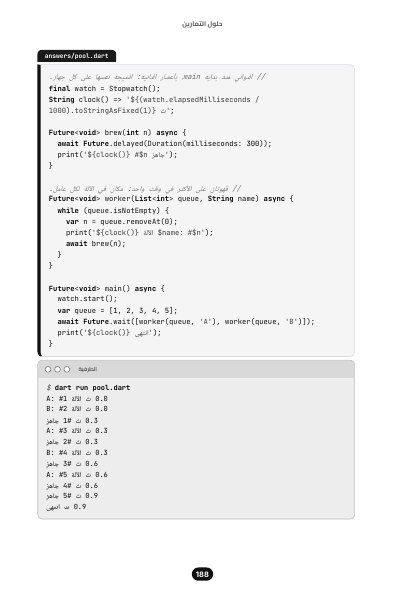 حلول التمارين
answers/pool.dart
// الثواني منذ بداية main، بأعشار الثانية: النتيجة نفسها على كل جهاز.
final watch = Stopwatch();
String clock() => '${(watch.elapsedMilliseconds /
1000).toStringAsFixed(1)} ث';
Future<void> brew(int n) async {
  await Future.delayed(Duration(milliseconds: 300));
  print('${clock()} #$n جاهز');
}
// قهوتان على الأكثر في وقت واحد: مكان في الآلة لكل عامل.
Future<void> worker(List<int> queue, String name) async {
  while (queue.isNotEmpty) {
    var n = queue.removeAt(0);
    print('${clock()} الآلة $name: #$n');
    await brew(n);
  }
}
Future<void> main() async {
  watch.start();
  var queue = [1, 2, 3, 4, 5];
  await Future.wait([worker(queue, 'A'), worker(queue, 'B')]);
  print('${clock()} انتهى');
}
الطرفية
$ dart run pool.dart
0.0 ث الآلة A: #1
0.0 ث الآلة B: #2
0.3 ث #1 جاهز
0.3 ث الآلة A: #3
0.3 ث #2 جاهز
0.3 ث الآلة B: #4
0.6 ث #3 جاهز
0.6 ث الآلة A: #5
0.6 ث #4 جاهز
0.9 ث #5 جاهز
0.9 ث انتهى
188